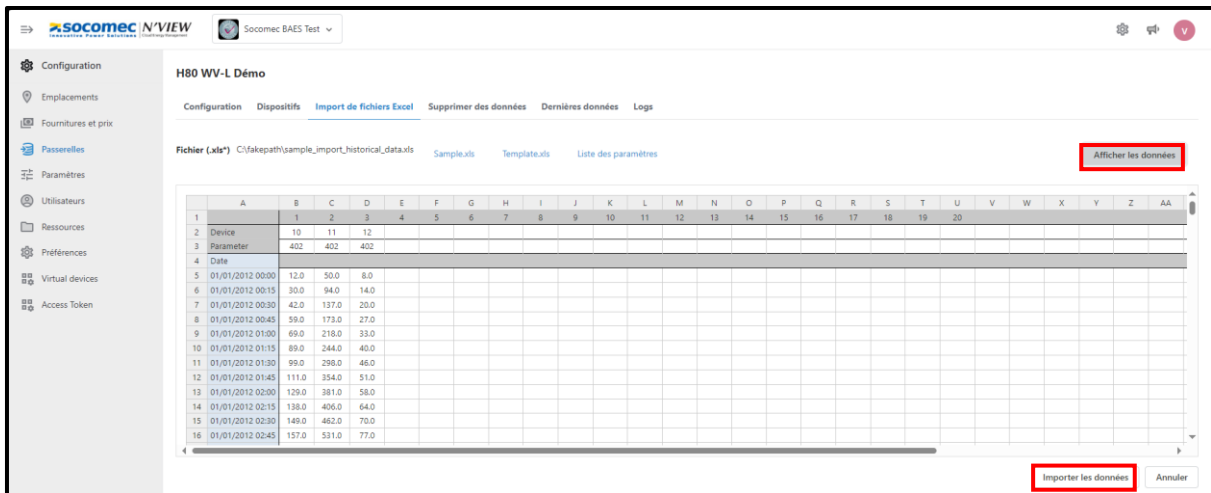 socomec N'VIEW Socomec BAES Test V
Innovative Power Solutions Cloud Energy Management
Configuration
Emplacements
Fournitures et prix
Passerelles
Paramètres
Utilisateurs
Ressources
Préférences
Virtual devices
Access Token
H80 WV-L Démo
Configuration Dispositifs Import de fichiers Excel Supprimer des données Dernières données Logs
Fichier (.xls*) C:\fakepath\sample_import_historical_data.xls Sample.xls Template.xls Liste des paramètres Afficher les données
A B C D E F G H I J K L M N O P Q R S T U V W X Y Z AA
1 1 2 3 4 5 6 7 8 9 10 11 12 13 14 15 16 17 18 19 20
2 Device 10 11 12
3 Parameter 402 402 402
4 Date
5 01/01/2012 00:00 12.0 50.0 8.0
6 01/01/2012 00:15 30.0 94.0 14.0
7 01/01/2012 00:30 42.0 137.0 20.0
8 01/01/2012 00:45 59.0 173.0 27.0
9 01/01/2012 01:00 69.0 218.0 33.0
10 01/01/2012 01:15 89.0 244.0 40.0
11 01/01/2012 01:30 99.0 298.0 46.0
12 01/01/2012 01:45 111.0 354.0 51.0
13 01/01/2012 02:00 129.0 381.0 58.0
14 01/01/2012 02:15 138.0 406.0 64.0
15 01/01/2012 02:30 149.0 462.0 70.0
16 01/01/2012 02:45 157.0 531.0 77.0
Importer les données Annuler